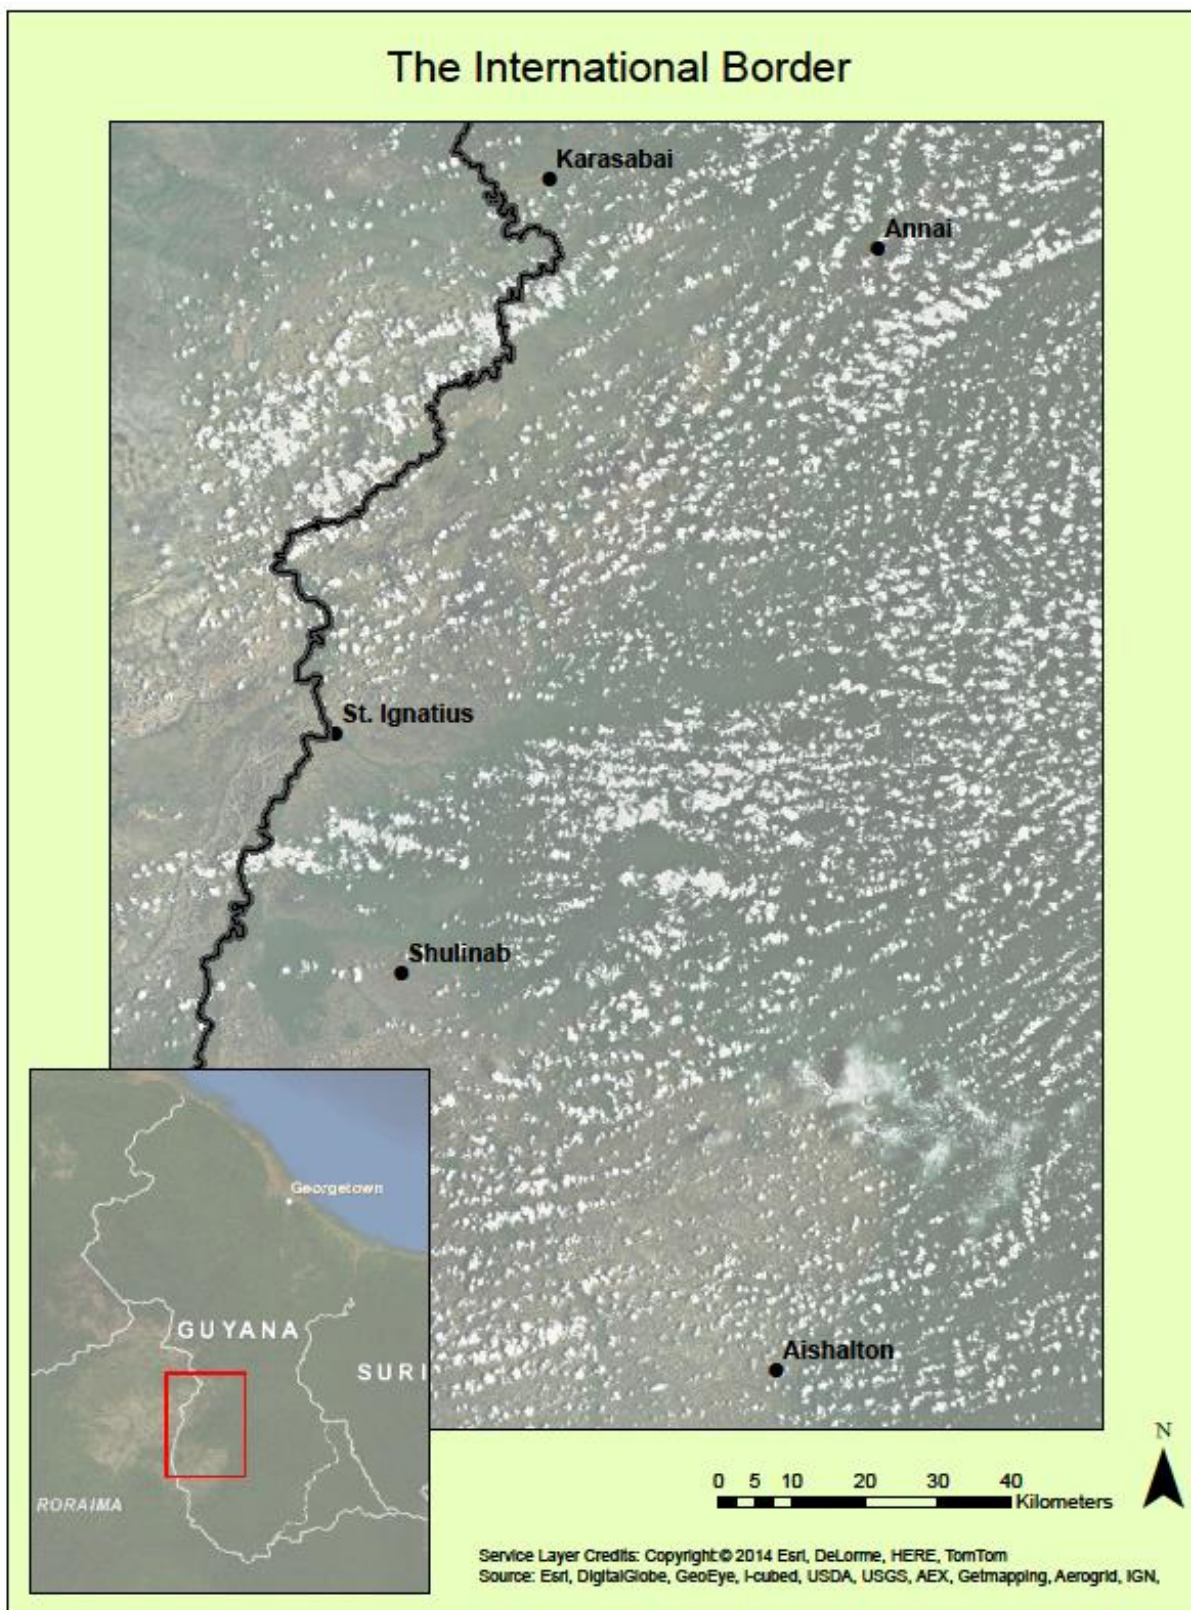 The International Border
Karasabai
Annai
St. Ignatius
Shulinab
Georgetown
GUYANA
SURI
RORAIMA
Aishalton
N
0 5 10 20 30 40
Kilometers
Service Layer Credits: Copyright:© 2014 Esri, DeLorme, HERE, TomTom
Source: Esri, DigitalGlobe, GeoEye, i-cubed, USDA, USGS, AEX, Getmapping, Aerogrid, IGN,